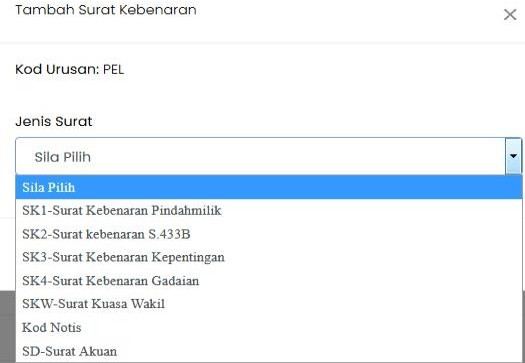 Tambah Surat Kebenaran
Kod Urusan: PEL
Jenis Surat
Sila Pilih
Sila Pilih
SK1-Surat Kebenaran Pindahmilik
SK2-Surat kebenaran S.433B
SK3-Surat Kebenaran Kepentingan
SK4-Surat Kebenaran Gadaian
SKW-Surat Kuasa Wakil
Kod Notis
SD-Surat Akuan